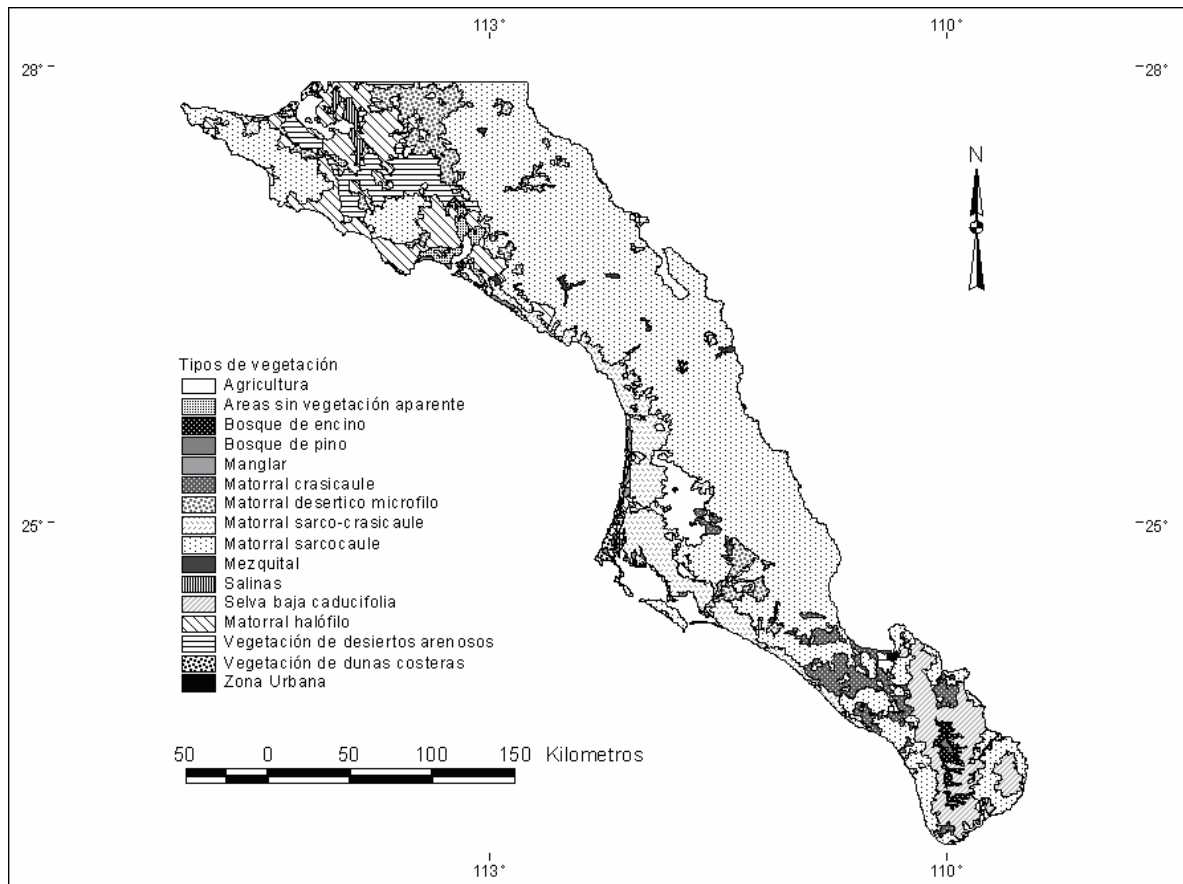 113°
110°
28°
28°
N
Tipos de vegetación
Agricultura
Areas sin vegetación aparente
Bosque de encino
Bosque de pino
Manglar
Matorral crasicaule
Matorral desertico microfilo
Matorral sarco-crasicaule
Matorral sarcocaule
Mezquital
Salinas
Selva baja caducifolia
Matorral halófilo
Vegetación de desiertos arenosos
Vegetación de dunas costeras
Zona Urbana
25°
25°
50 0 50 100 150 Kilometros
113°
110°